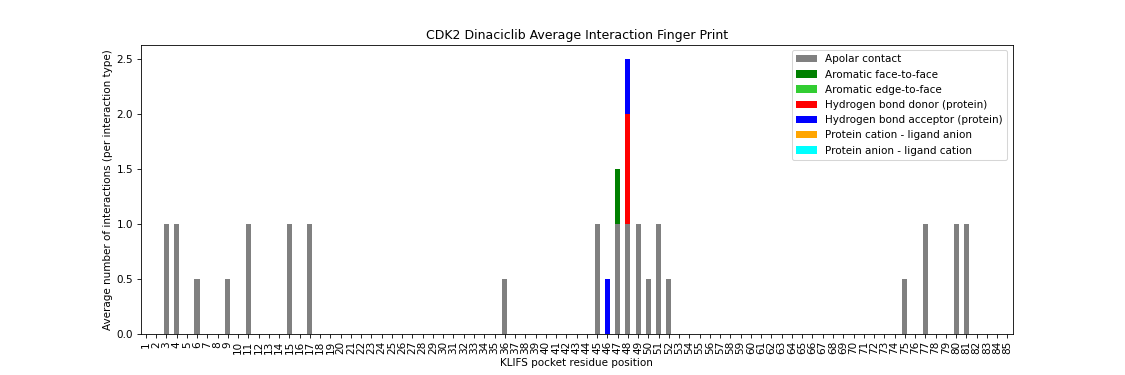 CDK2 Dinaciclib Average Interaction Finger Print
Average number of interactions (per interaction type)
2.5
2.0
1.5
1.0
0.5
0.0
Apolar contact
Aromatic face-to-face
Aromatic edge-to-face
Hydrogen bond donor (protein)
Hydrogen bond acceptor (protein)
Protein cation - ligand anion
Protein anion - ligand cation
1 2 3 4 5 6 7 8 9 10 11 12 13 14 15 16 17 18 19 20 21 22 23 24 25 26 27 28 29 30 31 32 33 34 35 36 37 38 39 40 41 42 43 44 45 46 47 48 49 50 51 52 53 54 55 56 57 58 59 60 61 62 63 64 65 66 67 68 69 70 71 72 73 74 75 76 77 78 79 80 81 82 83 84 85
KLIFS pocket residue position